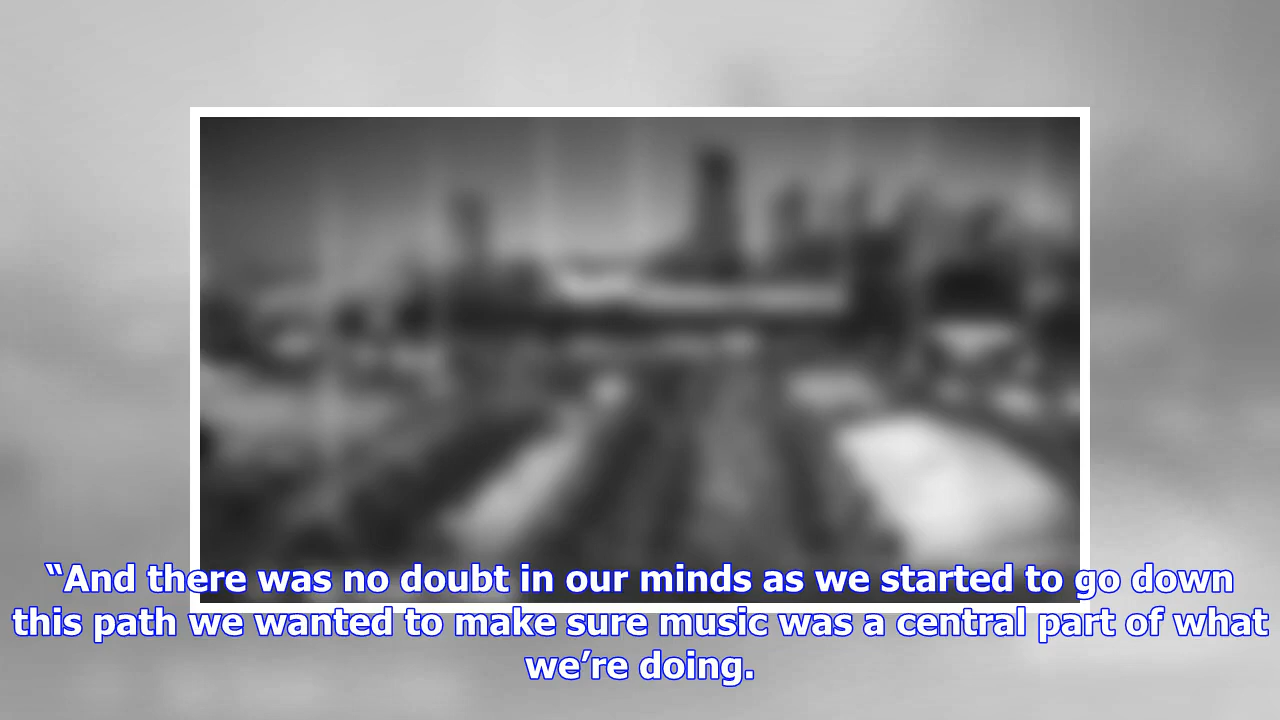 “And there was no doubt in our minds as we started to go down
this path we wanted to make sure music was a central part of what
we’re doing.